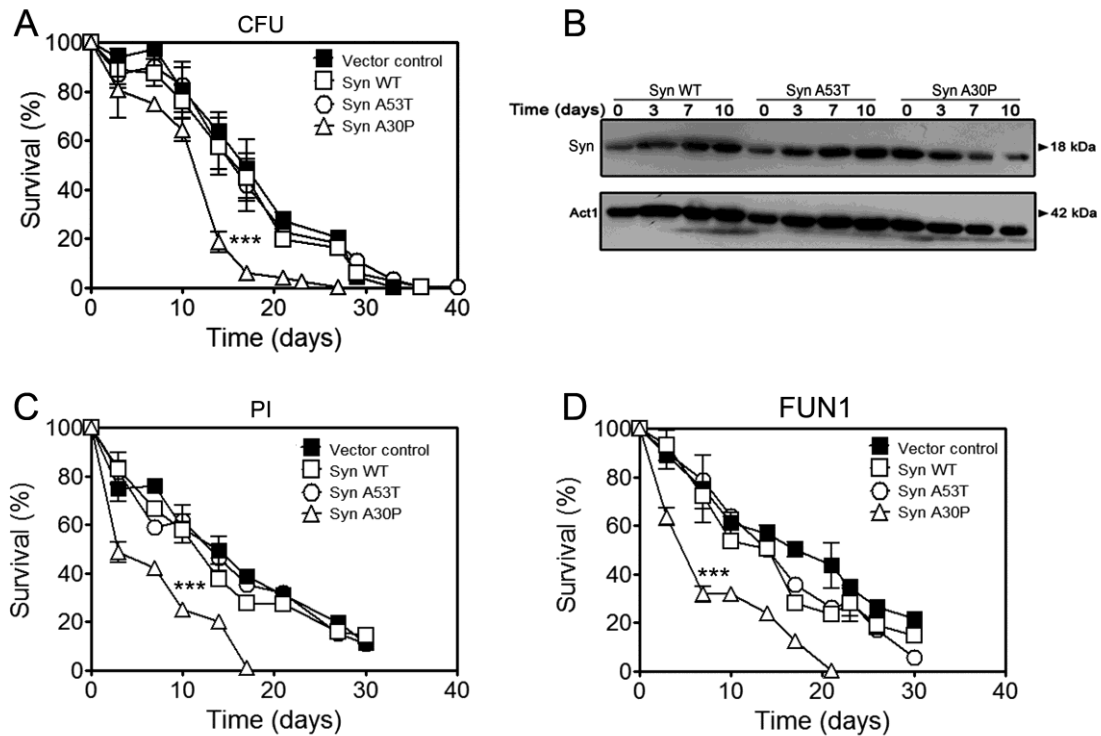 A
CFU
Survival (%)
100
80
60
40
20
0
0 10 20 30 40
Time (days)
Vector control
Syn WT
Syn A53T
Syn A30P
***
B
Syn WT Syn A53T Syn A30P
Time (days) 0 3 7 10 0 3 7 10 0 3 7 10
Syn 18 kDa
Act1 42 kDa
C
PI
Survival (%)
100
80
60
40
20
0
0 10 20 30 40
Time (days)
Vector control
Syn WT
Syn A53T
Syn A30P
***
D
FUN1
Survival (%)
100
80
60
40
20
0
0 10 20 30 40
Time (days)
Vector control
Syn WT
Syn A53T
Syn A30P
***